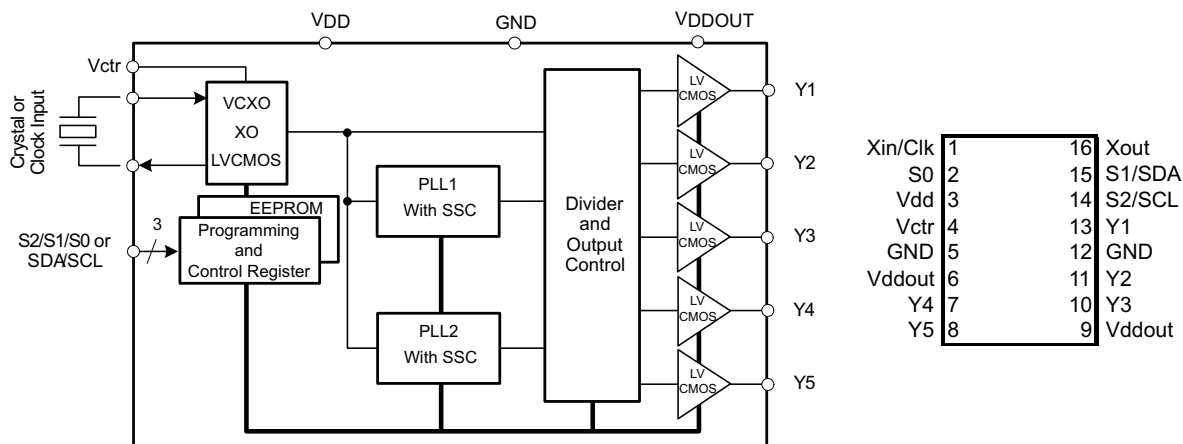 VDD
GND
VDDOUT
Vctr
Crystal or
Clock Input
VCXO
XO
LVCMOS
EEPROM
Programming
and
Control Register
3
S2/S1/S0 or
SDA/SCL
PLL1
With SSC
PLL2
With SSC
Divider
and
Output
Control
LV
CMOS
Y1
LV
CMOS
Y2
LV
CMOS
Y3
LV
CMOS
Y4
LV
CMOS
Y5
Xin/Clk 1 16 Xout
S0 2 15 S1/SDA
Vdd 3 14 S2/SCL
Vctr 4 13 Y1
GND 5 12 GND
Vddout 6 11 Y2
Y4 7 10 Y3
Y5 8 9 Vddout